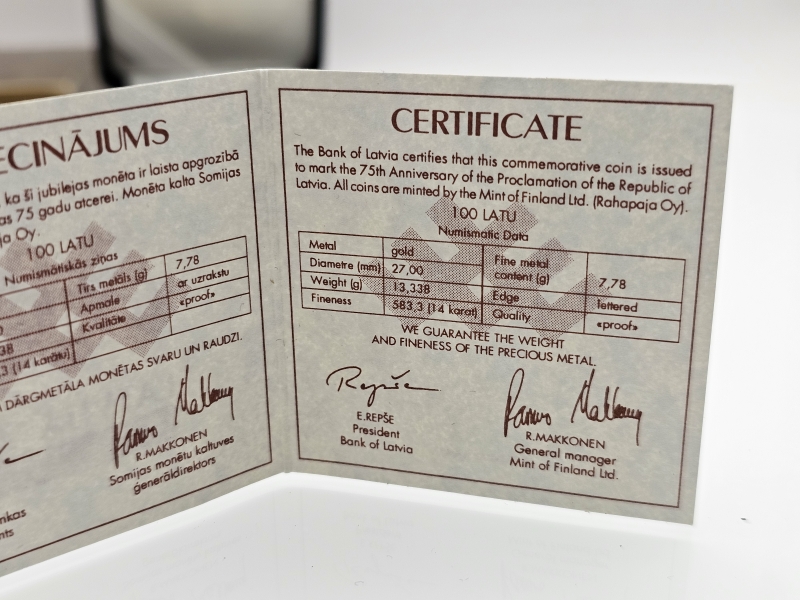 ECINĀJUMS
ka šī jubilejas monēta ir laista apgrozībā
as 75 gadu atcerei. Monēta kalta Somijas
ja Oy.
100 LATU
Numismātiskās ziņas
Tīrs metāls (g) 7,78
Apmale ar uzrakstu
38 Kvalitāte «proof»
,3 (14 karātu)
DĀRGMETĀLA MONĒTAS SVARU UN RAUDZI.
R.MAKKONEN
Somijas monētu kaltuves
ģenerāldirektors
nkas
nts
CERTIFICATE
The Bank of Latvia certifies that this commemorative coin is issued
to mark the 75th Anniversary of the Proclamation of the Republic of
Latvia. All coins are minted by the Mint of Finland Ltd. (Rahapaja Oy).
100 LATU
Numismatic Data
Metal gold Fine metal
Diametre (mm) 27,00 content (g) 7,78
Weight (g) 13,338 Edge lettered
Fineness 583,3 (14 karat) Quality «proof»
WE GUARANTEE THE WEIGHT
AND FINENESS OF THE PRECIOUS METAL.
Repše
E.REPŠE
President
Bank of Latvia
R.MAKKONEN
General manager
Mint of Finland Ltd.